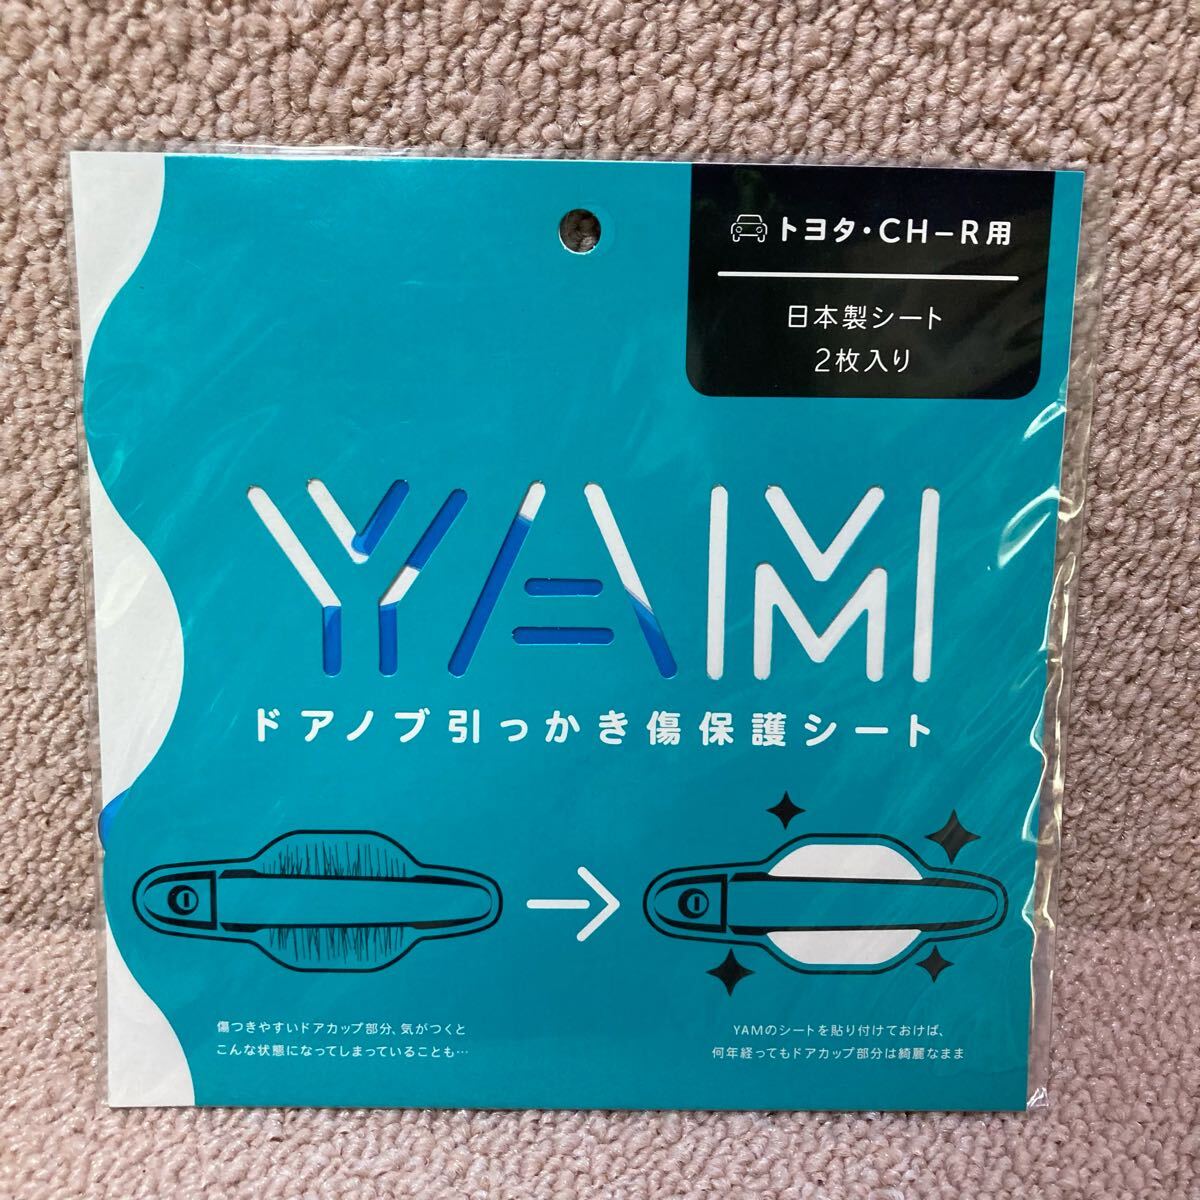 トヨタ・CH-R用
日本製シート
2枚入り
YAM
ドアノブ引っかき傷保護シート
傷つきやすいドアカップ部分、気がつくと
こんな状態になってしまっていることも…
YAMのシートを貼り付けておけば、
何年経ってもドアカップ部分は綺麗なまま